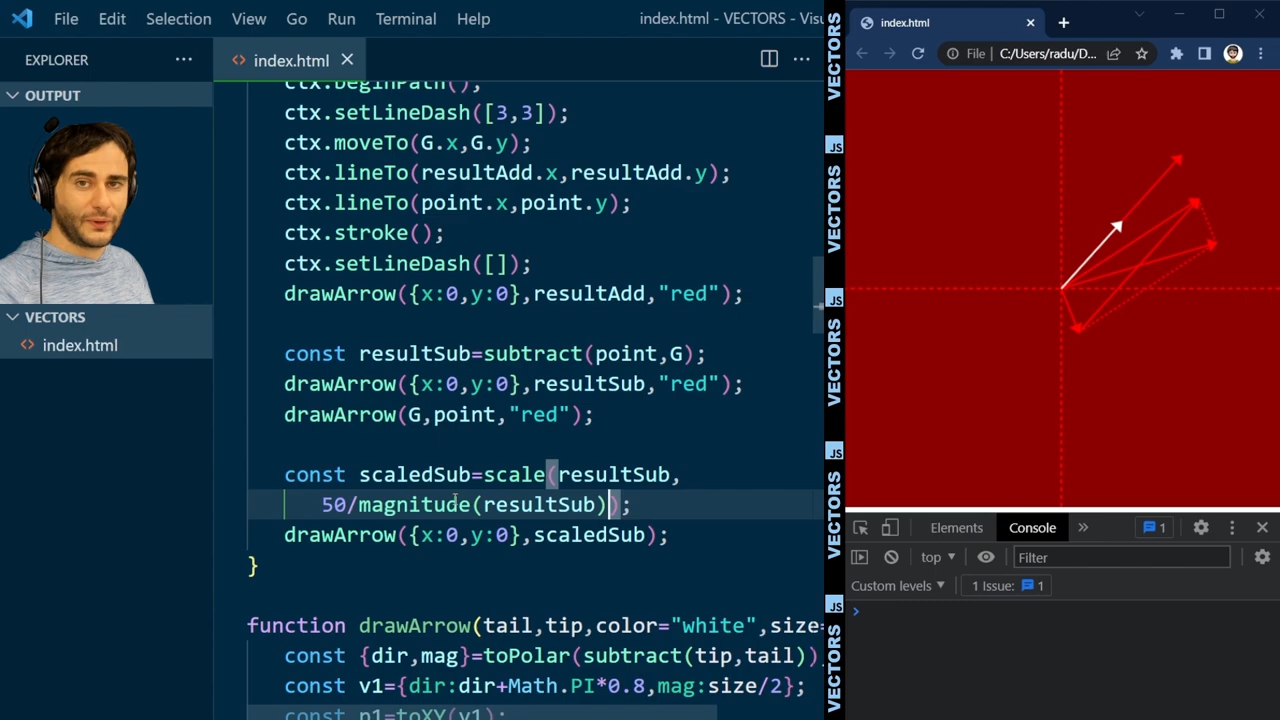 File Edit Selection View Go Run Terminal Help
index.html - VECTORS - Visu
EXPLORER
OUTPUT
VECTORS
index.html
index.html
ctx.beginPath();
ctx.setLineDash([3,3]);
ctx.moveTo(G.x,G.y);
ctx.lineTo(resultAdd.x,resultAdd.y);
ctx.lineTo(point.x,point.y);
ctx.stroke();
ctx.setLineDash([]);
drawArrow({x:0,y:0},resultAdd,"red");
const resultSub=subtract(point,G);
drawArrow({x:0,y:0},resultSub,"red");
drawArrow(G,point,"red");
const scaledSub=scale(resultSub,
50/magnitude(resultSub));
drawArrow({x:0,y:0},scaledSub);
}
function drawArrow(tail,tip,color="white",size=
const {dir,mag}=toPolar(subtract(tip,tail))
const v1={dir:dir+Math.PI*0.8,mag:size/2};
const p1=toXY(v1);
VECTORS
JS
VECTORS
JS
VECTORS
JS
VECTORS
JS
VECTORS
index.html
File
C:/Users/radu/D...
Elements Console
1
top
Filter
Custom levels
1 Issue: 1